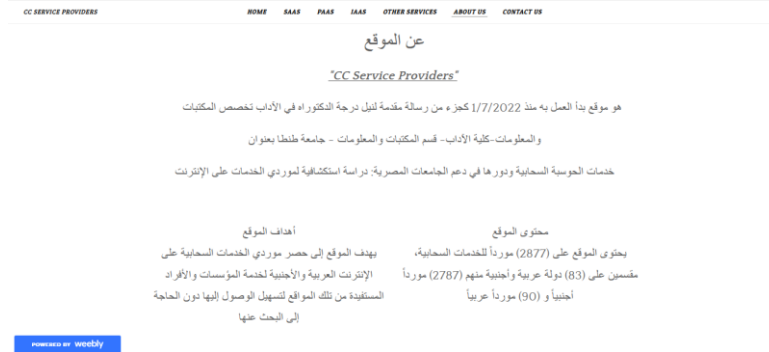 CC SERVICE PROVIDERS
HOME SAAS PAAS IAAS OTHER SERVICES ABOUT US CONTACT US
عن الموقع
"CC Service Providers"
هو موقع بدأ العمل به منذ 1/7/2022 كجزء من رسالة مقدمة لنيل درجة الدكتوراه في الآداب تخصص المكتبات
والمعلومات-كلية الآداب- قسم المكتبات والمعلومات - جامعة طنطا بعنوان
خدمات الحوسبة السحابية ودورها في دعم الجامعات المصرية: دراسة استكشافية لموردي الخدمات على الإنترنت
محتوى الموقع
يحتوى الموقع على (2877) مورداً للخدمات السحابية،
مقسمين على (83) دولة عربية وأجنبية منهم (2787) مورداً
أجنبياً و (90) مورداً عربياً
أهداف الموقع
يهدف الموقع إلى حصر موردي الخدمات السحابية على
الإنترنت العربية والأجنبية لخدمة المؤسسات والأفراد
المستفيدة من تلك المواقع لتسهيل الوصول إليها دون الحاجة
إلى البحث عنها
POWERED BY weebly